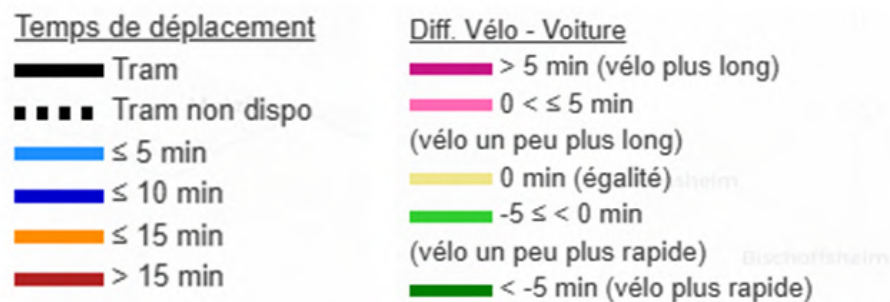 Temps de déplacement
Tram
Tram non dispo
≤ 5 min
≤ 10 min
≤ 15 min
> 15 min
Diff. Vélo - Voiture
> 5 min (vélo plus long)
0 < ≤ 5 min
(vélo un peu plus long)
0 min (égalité)
-5 ≤ < 0 min
(vélo un peu plus rapide)
Bischoffsheim
< -5 min (vélo plus rapide)